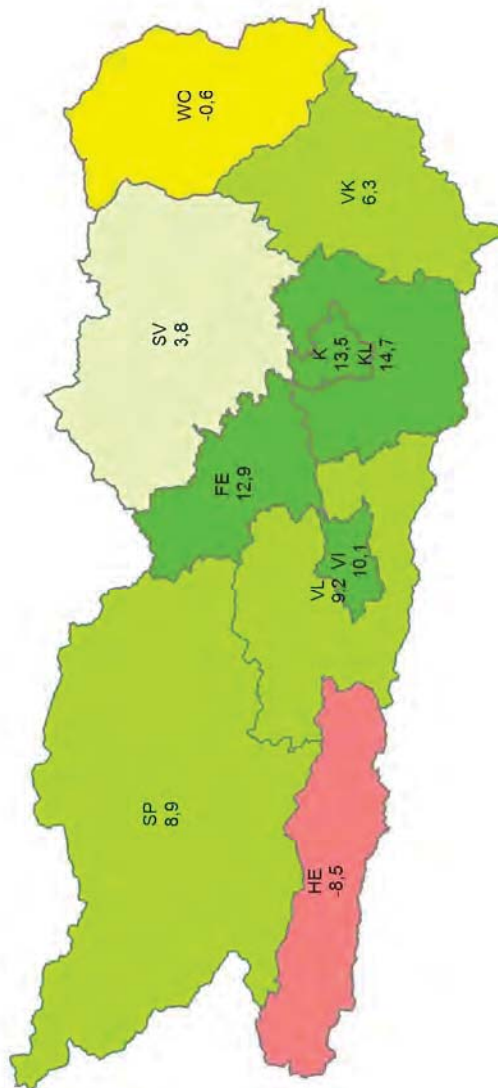 WO
-0,6
SV
3,8
VK
6,3
K
13,5
KL
14,7
FE
12,9
VL
9,2
VI
10,1
SP
8,9
HE
-8,5